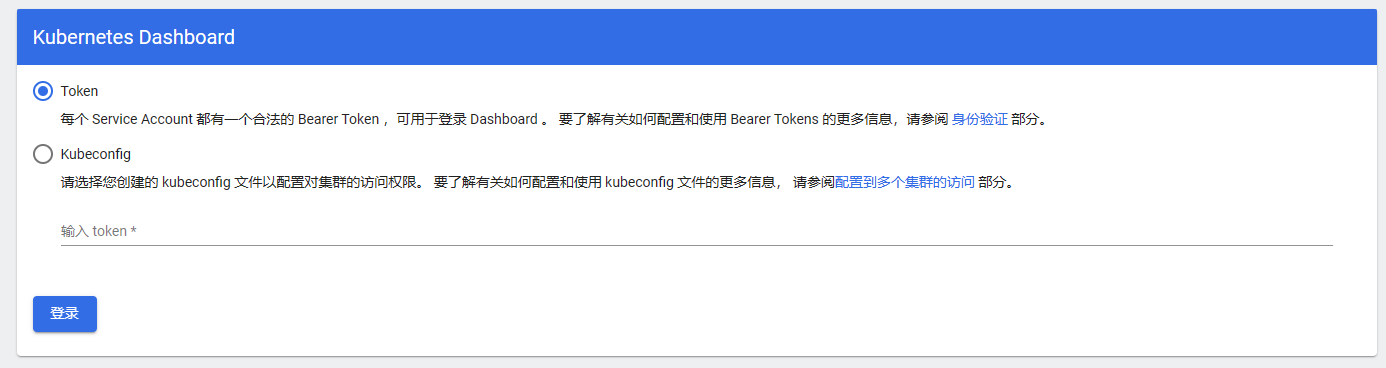 Kubernetes Dashboard
Token
每个 Service Account 都有一个合法的 Bearer Token ，可用于登录 Dashboard 。 要了解有关如何配置和使用 Bearer Tokens 的更多信息，请参阅 身份验证 部分。
Kubeconfig
请选择您创建的 kubeconfig 文件以配置对集群的访问权限。 要了解有关如何配置和使用 kubeconfig 文件的更多信息， 请参阅配置到多个集群的访问 部分。
输入 token *
登录